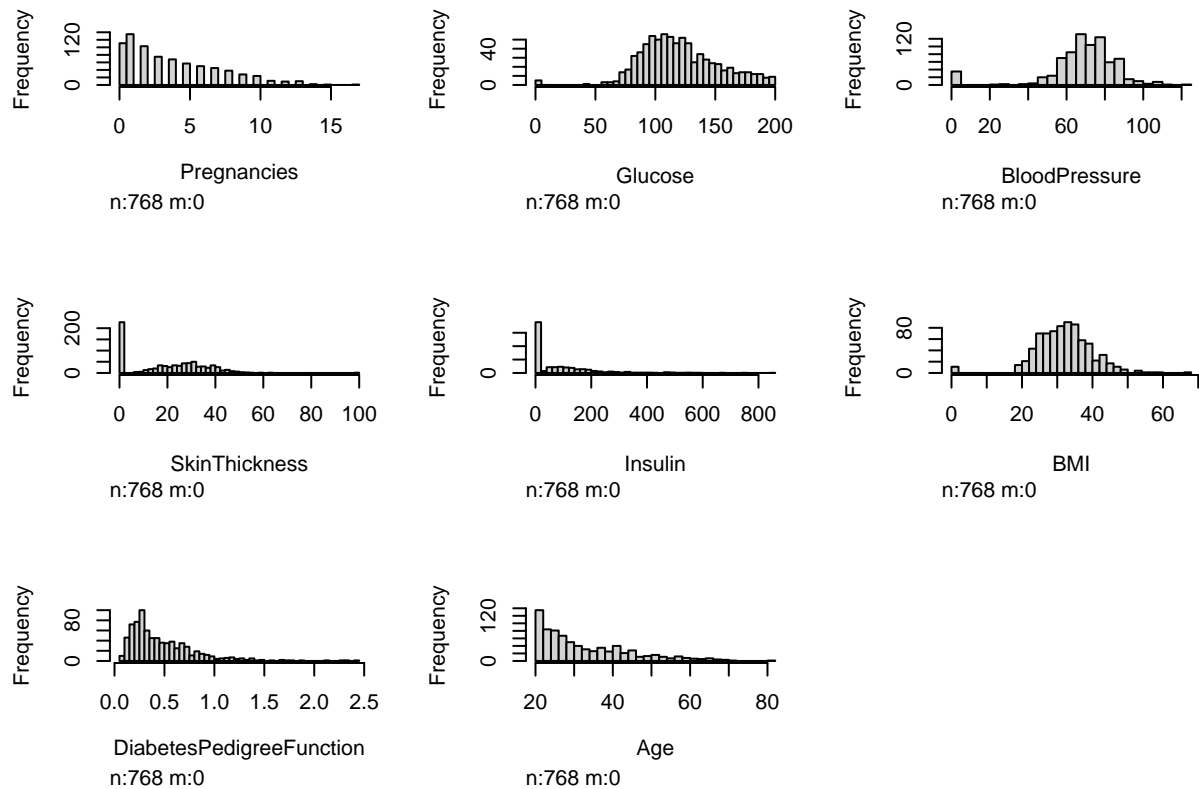 Frequency
0 120
0 5 10 15
Pregnancies
n:768 m:0
Frequency
0 40
0 50 100 150 200
Glucose
n:768 m:0
Frequency
0 120
0 20 60 100
BloodPressure
n:768 m:0
Frequency
0 200
0 20 40 60 80 100
SkinThickness
n:768 m:0
Frequency
0
0 200 400 600 800
Insulin
n:768 m:0
Frequency
0 80
0 20 40 60
BMI
n:768 m:0
Frequency
0 80
0.0 0.5 1.0 1.5 2.0 2.5
DiabetesPedigreeFunction
n:768 m:0
Frequency
0 120
20 40 60 80
Age
n:768 m:0